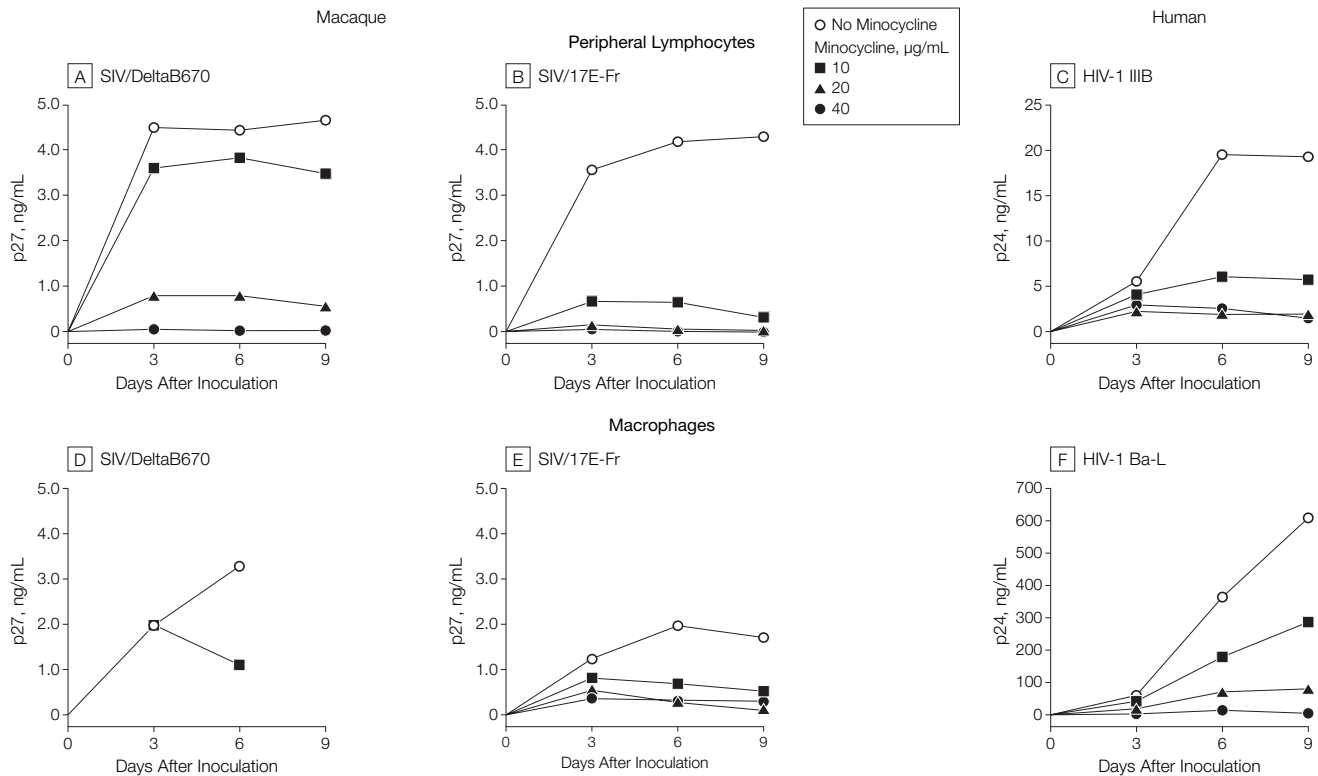 Macaque
Human
Peripheral Lymphocytes
No Minocycline
Minocycline, µg/mL
10
20
40
A SIV/DeltaB670
5.0
4.0
3.0
2.0
1.0
0
p27, ng/mL
0 3 6 9
Days After Inoculation
B SIV/17E-Fr
5.0
4.0
3.0
2.0
1.0
0
p27, ng/mL
0 3 6 9
Days After Inoculation
C HIV-1 IIIB
25
20
15
10
5
0
p24, ng/mL
0 3 6 9
Days After Inoculation
Macrophages
D SIV/DeltaB670
5.0
4.0
3.0
2.0
1.0
0
p27, ng/mL
0 3 6 9
Days After Inoculation
E SIV/17E-Fr
5.0
4.0
3.0
2.0
1.0
0
p27, ng/mL
0 3 6 9
Days After Inoculation
F HIV-1 Ba-L
700
600
500
400
300
200
100
0
p24, ng/mL
0 3 6 9
Days After Inoculation